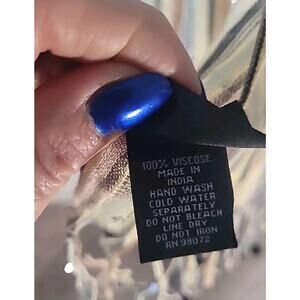 100% VISCOSE
MADE IN
INDIA
HAND WASH
COLD WATER
SEPARATELY
DO NOT BLEACH
LINE DRY
DO NOT IRON
RN 98072